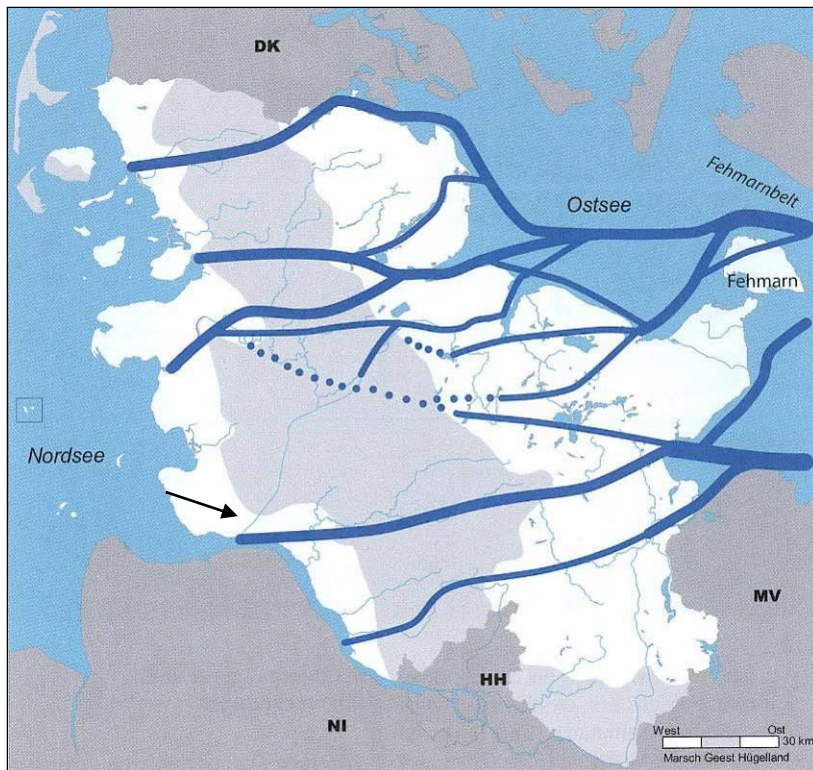 DK
Fehmarnbelt
Ostsee
Fehmarn
Nordsee
MV
HH
NI
West Ost
30 km
Marsch Geest Hügelland